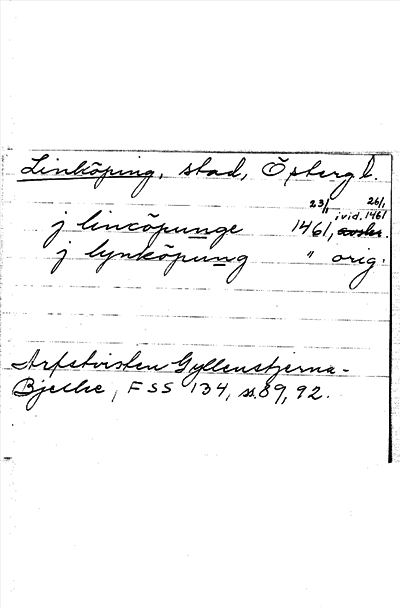 Linköping, stad, Östergl.
23/1 26/1
j lincöpunge 1461, ivid. 1461
j lynköpung " orig.
Arfstvisten Gyllenstjerna-
Bjelke, FSS 134, ss. 89, 92.